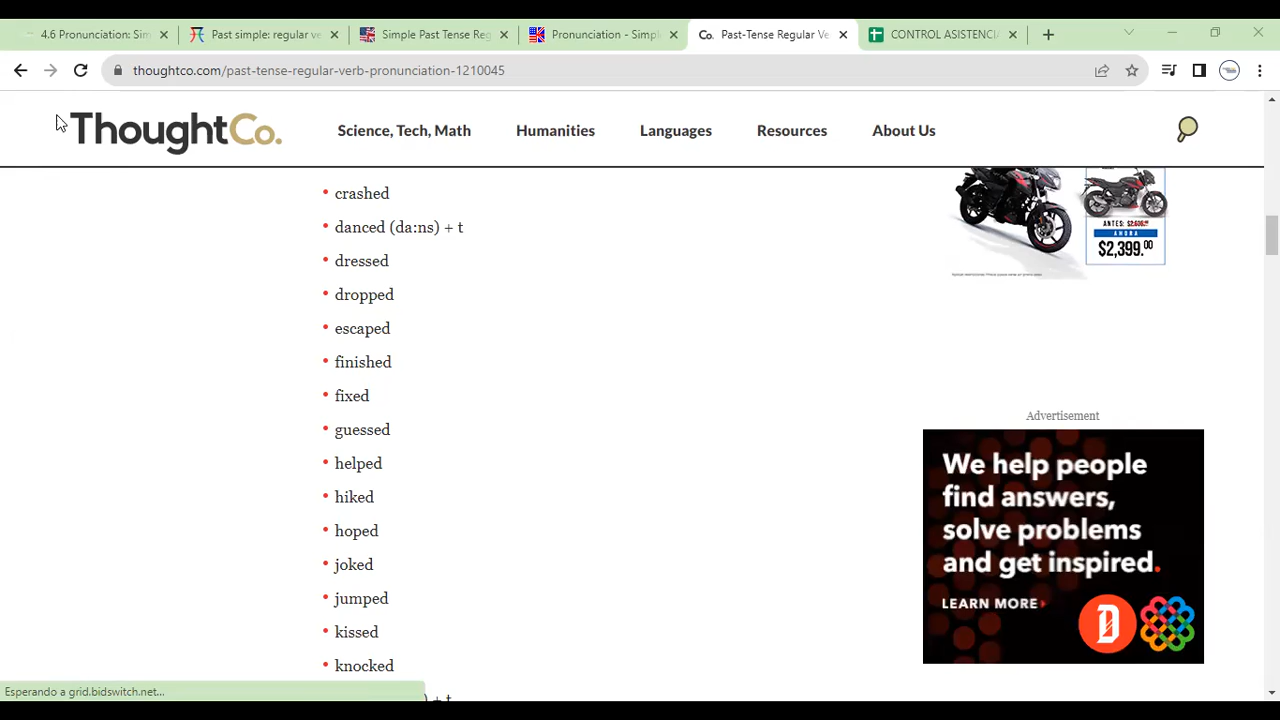 4.6 Pronunciation: Sim
Past simple: regular ve
Simple Past Tense Reg
Pronunciation - Simpl
Co. Past-Tense Regular Ve
CONTROL ASISTENCI
thoughtco.com/past-tense-regular-verb-pronunciation-1210045
ThoughtCo.
Science, Tech, Math
Humanities
Languages
Resources
About Us
crashed
danced (da:ns) + t
dressed
dropped
escaped
finished
fixed
guessed
helped
hiked
hoped
joked
jumped
kissed
knocked
) + t
AHORA
$2,399.00
Advertisement
We help people
find answers,
solve problems
and get inspired.
LEARN MORE
Esperando a grid.bidswitch.net...